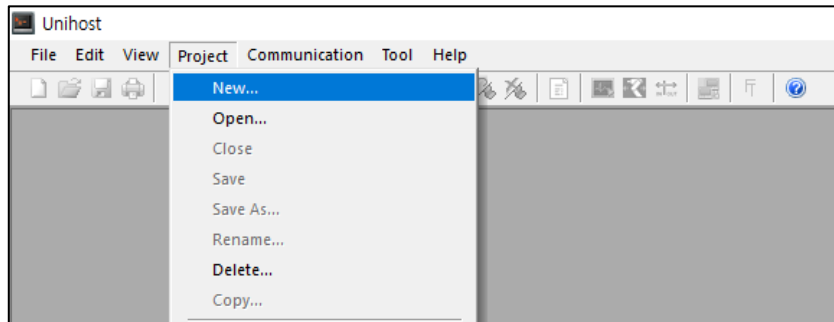 Unihost
File Edit View Project Communication Tool Help
New...
Open...
Close
Save
Save As...
Rename...
Delete...
Copy...